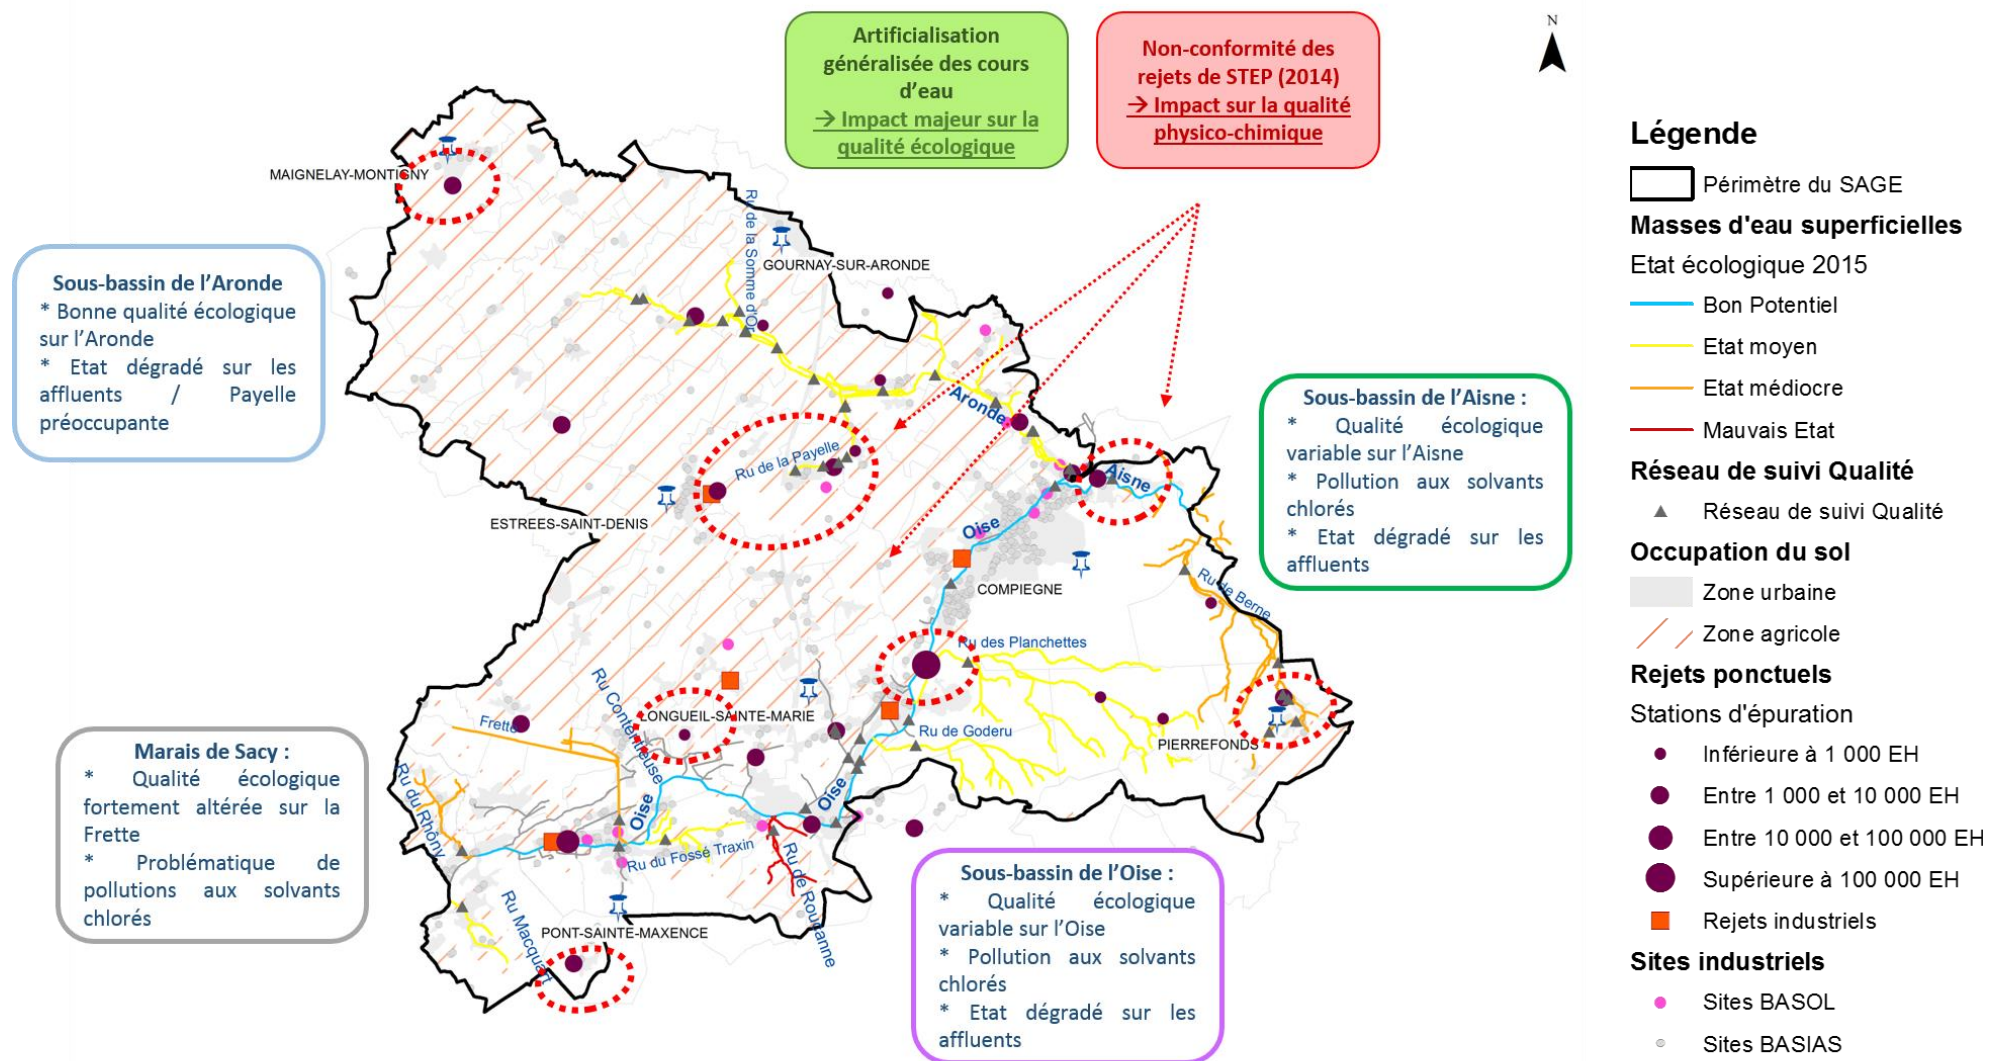 Artificialisation
généralisée des cours
d'eau
→ Impact majeur sur la
qualité écologique
Non-conformité des
rejets de STEP (2014)
→ Impact sur la qualité
physico-chimique
N
MAIGNELAY-MONTIGNY
Ru de la Somme d'Or
GOURNAY-SUR-ARONDE
Sous-bassin de l'Aronde
* Bonne qualité écologique
sur l'Aronde
* Etat dégradé sur les
affluents / Payelle
préoccupante
Aronde
Ru de la Payelle
ESTREES-SAINT-DENIS
Aisne
Oise
COMPIEGNE
Sous-bassin de l'Aisne :
* Qualité écologique
variable sur l'Aisne
* Pollution aux solvants
chlorés
* Etat dégradé sur les
affluents
Ru de Berne
Ru des Planchettes
Ru Contentieuse
LONGUEIL-SAINTE-MARIE
Frette
Ru de Goderu
PIERREFONDS
Marais de Sacy :
* Qualité écologique
fortement altérée sur la
Frette
* Problématique de
pollutions aux solvants
chlorés
Ru du Rhôny
Oise
Oise
Ru du Fossé Traxin
Ru de Rouanne
Ru Macquart
PONT-SAINTE-MAXENCE
Sous-bassin de l'Oise :
* Qualité écologique
variable sur l'Oise
* Pollution aux solvants
chlorés
* Etat dégradé sur les
affluents
Légende
Périmètre du SAGE
Masses d'eau superficielles
Etat écologique 2015
Bon Potentiel
Etat moyen
Etat médiocre
Mauvais Etat
Réseau de suivi Qualité
Réseau de suivi Qualité
Occupation du sol
Zone urbaine
Zone agricole
Rejets ponctuels
Stations d'épuration
Inférieure à 1 000 EH
Entre 1 000 et 10 000 EH
Entre 10 000 et 100 000 EH
Supérieure à 100 000 EH
Rejets industriels
Sites industriels
Sites BASOL
Sites BASIAS